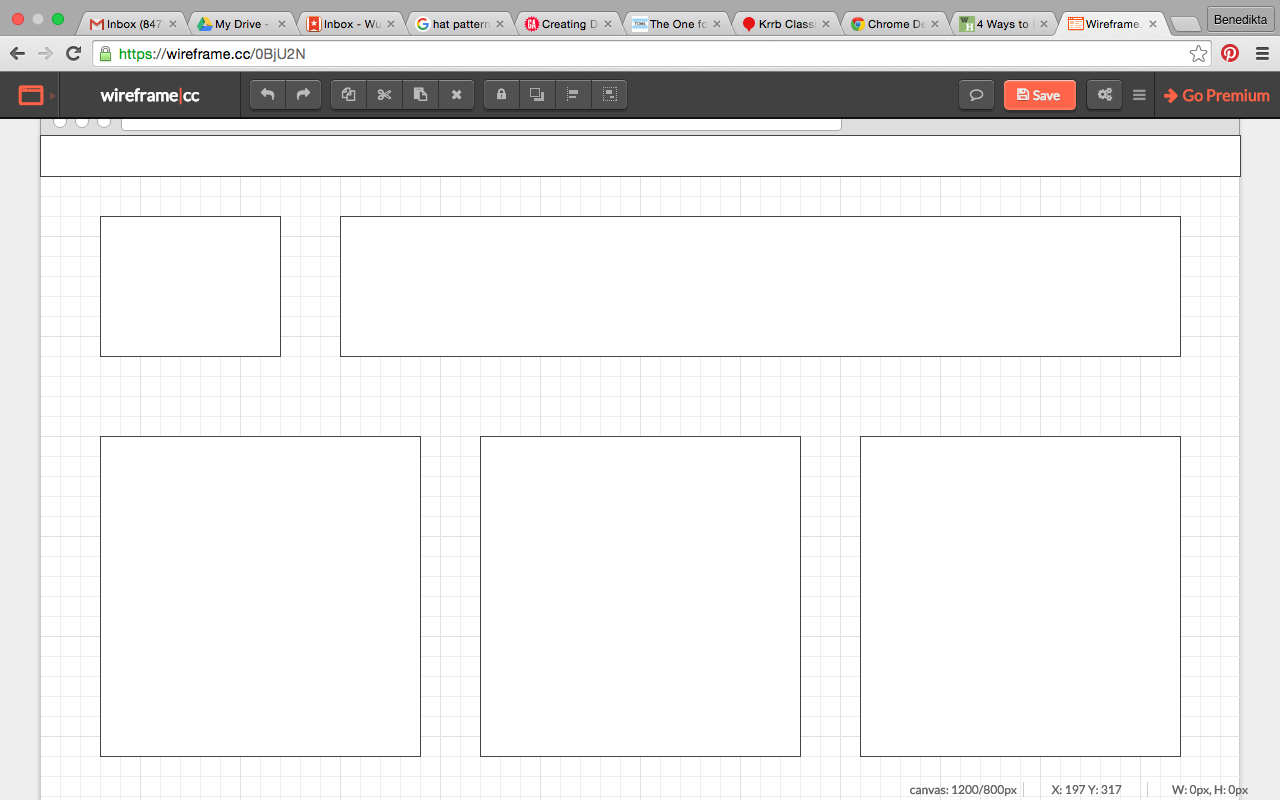 Inbox (847 My Drive - Inbox - Wu hat pattern Creating D The One fo Krrb Classi Chrome De 4 Ways to Wireframe. Benedikta
https://wireframe.cc/0BjU2N
wireframe|cc Save Go Premium
canvas: 1200/800px X: 197 Y: 317 W: 0px, H: 0px